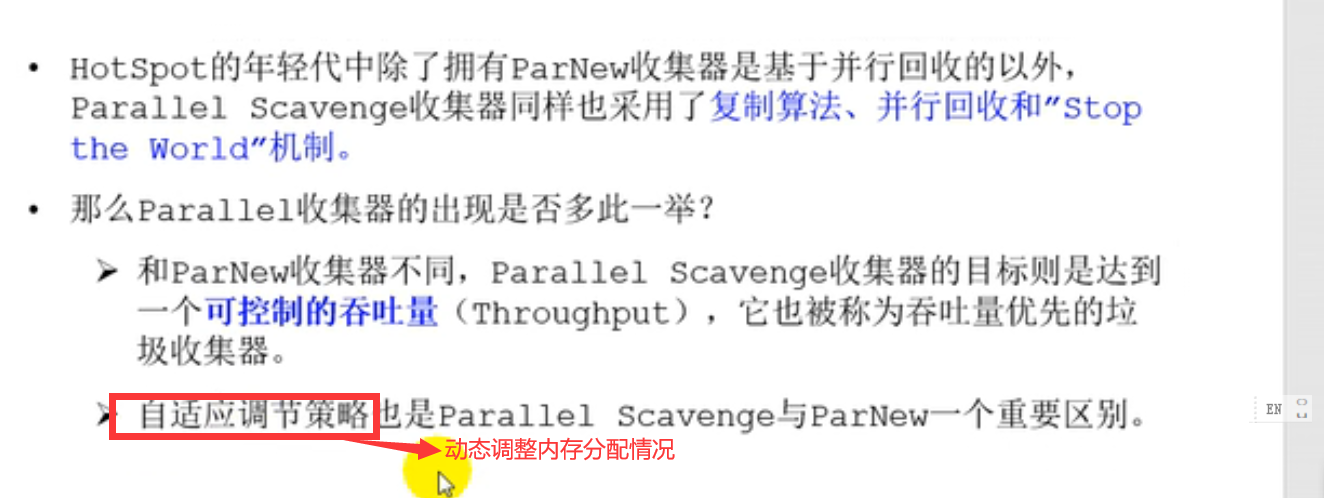 • HotSpot的年轻代中除了拥有ParNew收集器是基于并行回收的以外，
Parallel Scavenge收集器同样也采用了复制算法、并行回收和"Stop
the World"机制。
• 那么Parallel收集器的出现是否多此一举？
➤ 和ParNew收集器不同，Parallel Scavenge收集器的目标则是达到
一个可控制的吞吐量（Throughput），它也被称为吞吐量优先的垃
圾收集器。
➤ 自适应调节策略也是Parallel Scavenge与ParNew一个重要区别。
EN
动态调整内存分配情况